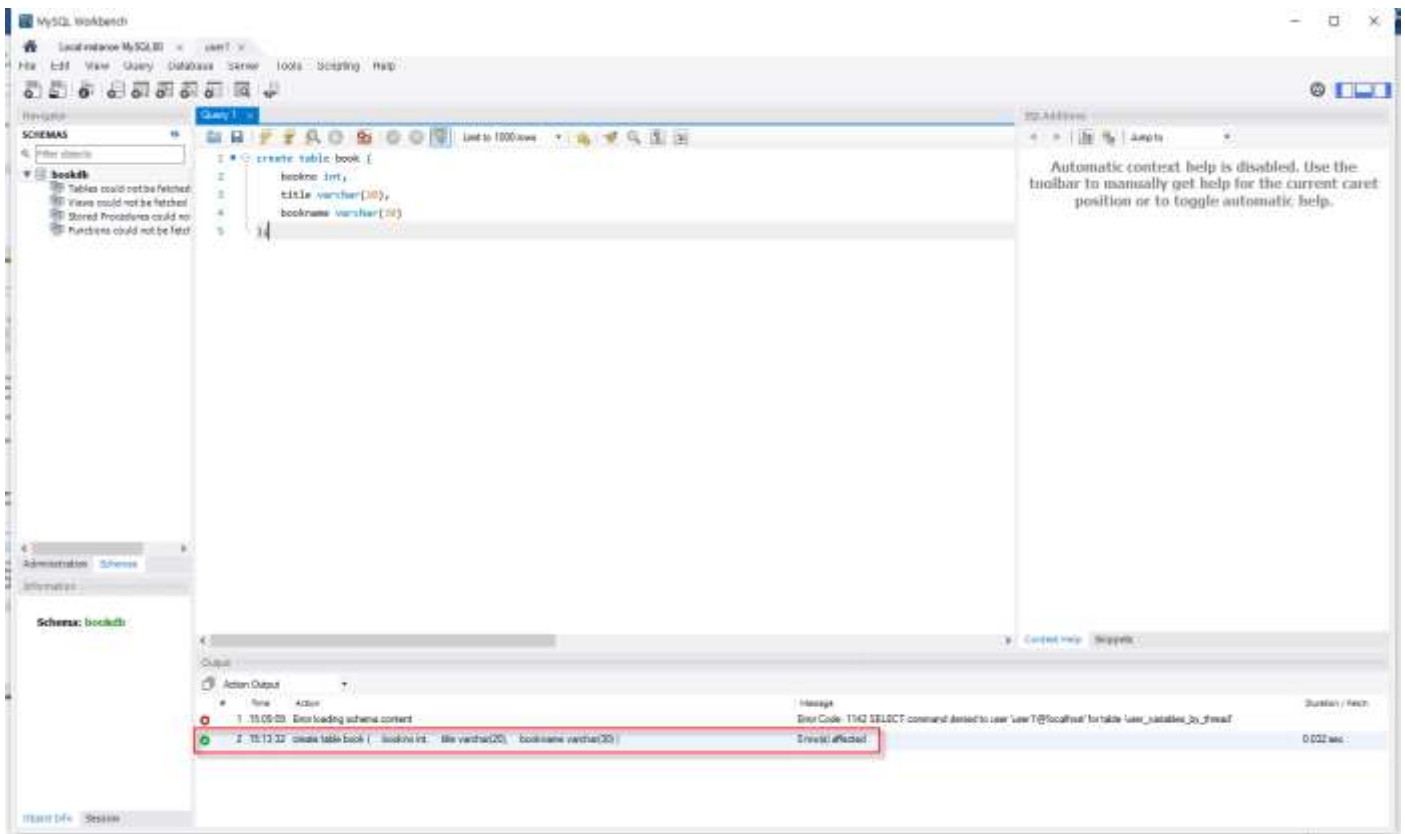 MySQL Workbench
Local instance MySQL80
user1
File Edit View Query Database Server Tools Scripting Help
Navigator
Query 1
SQL Additions
SCHEMAS
Limit to 1000 rows
Jump to
Filter objects
bookdb
Tables could not be fetched
Views could not be fetched
Stored Procedures could no
Functions could not be fetch
1 create table book (
2 bookno int,
3 title varchar(20),
4 bookname varchar(30)
5 );
Automatic context help is disabled. Use the
toolbar to manually get help for the current caret
position or to toggle automatic help.
Administration Schemas
Information
Schema: bookdb
Context Help Snippets
Output
Action Output
# Time Action Message Duration / Fetch
1 15:05:09 Error loading schema content Error Code: 1142 SELECT command denied to user 'user1'@'localhost' for table 'user_variables_by_thread'
2 15:13:32 create table book ( bookno int, title varchar(20), bookname varchar(30) ) 0 row(s) affected 0.032 sec
Object Info Session